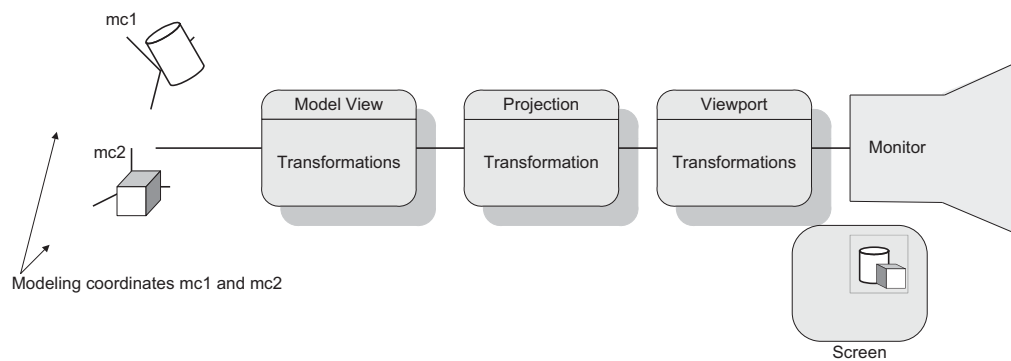 mc1
mc2
Model View
Transformations
Projection
Transformation
Viewport
Transformations
Monitor
Modeling coordinates mc1 and mc2
Screen